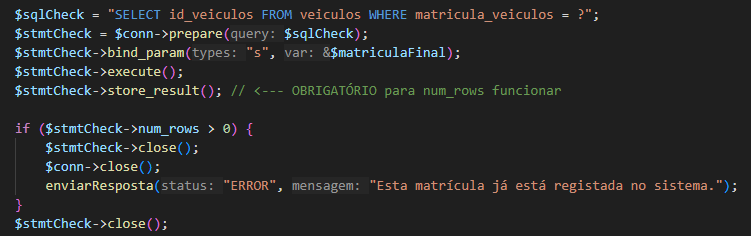 $sqlCheck = "SELECT id_veiculos FROM veiculos WHERE matricula_veiculos = ?";
$stmtCheck = $conn->prepare(query: $sqlCheck);
$stmtCheck->bind_param(types: "s", var: &$matriculaFinal);
$stmtCheck->execute();
$stmtCheck->store_result(); // <--- OBRIGATÓRIO para num_rows funcionar
if ($stmtCheck->num_rows > 0) {
$stmtCheck->close();
$conn->close();
enviarResposta(status: "ERROR", mensagem: "Esta matrícula já está registada no sistema.");
}
$stmtCheck->close();